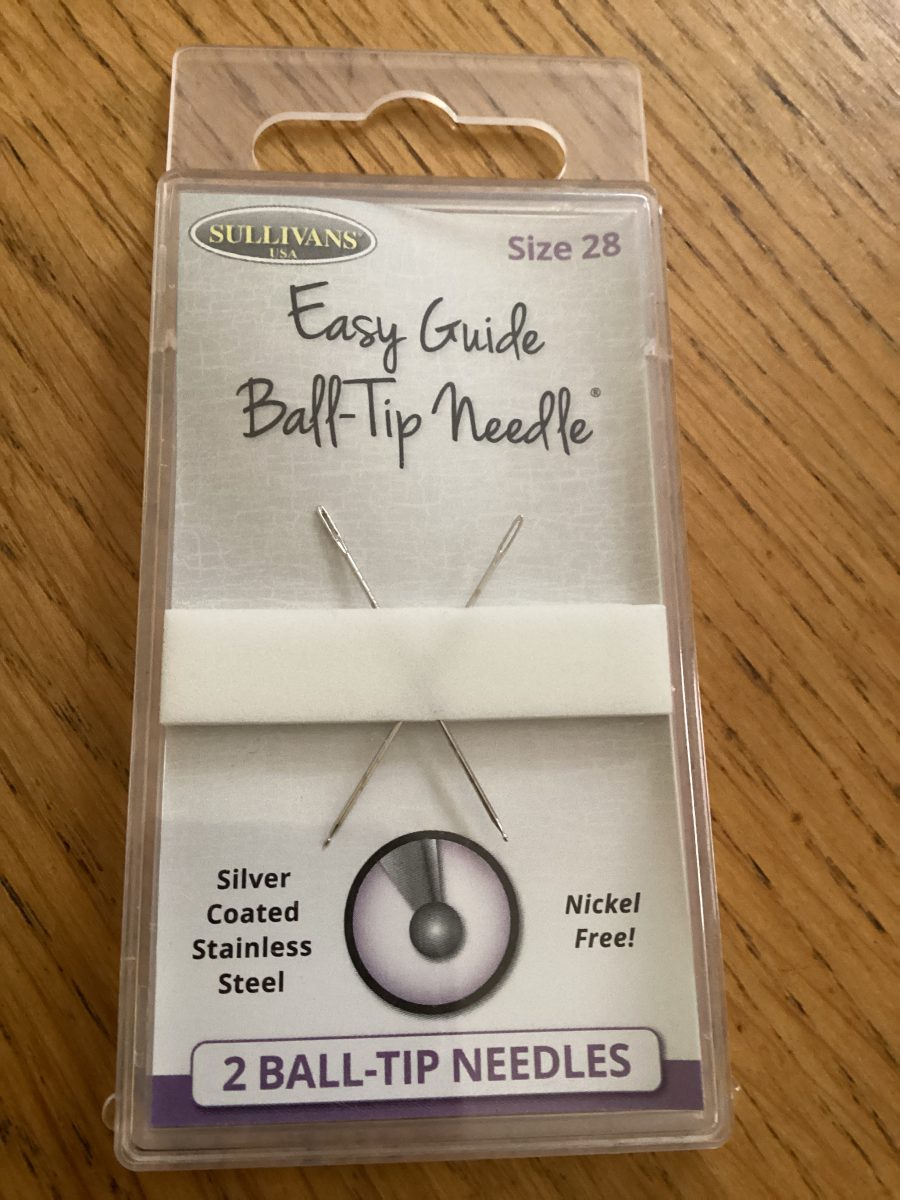 SULLIVANS®
USA
Size 28
Easy Guide
Ball-Tip Needle®
Silver
Coated
Stainless
Steel
Nickel
Free!
2 BALL-TIP NEEDLES